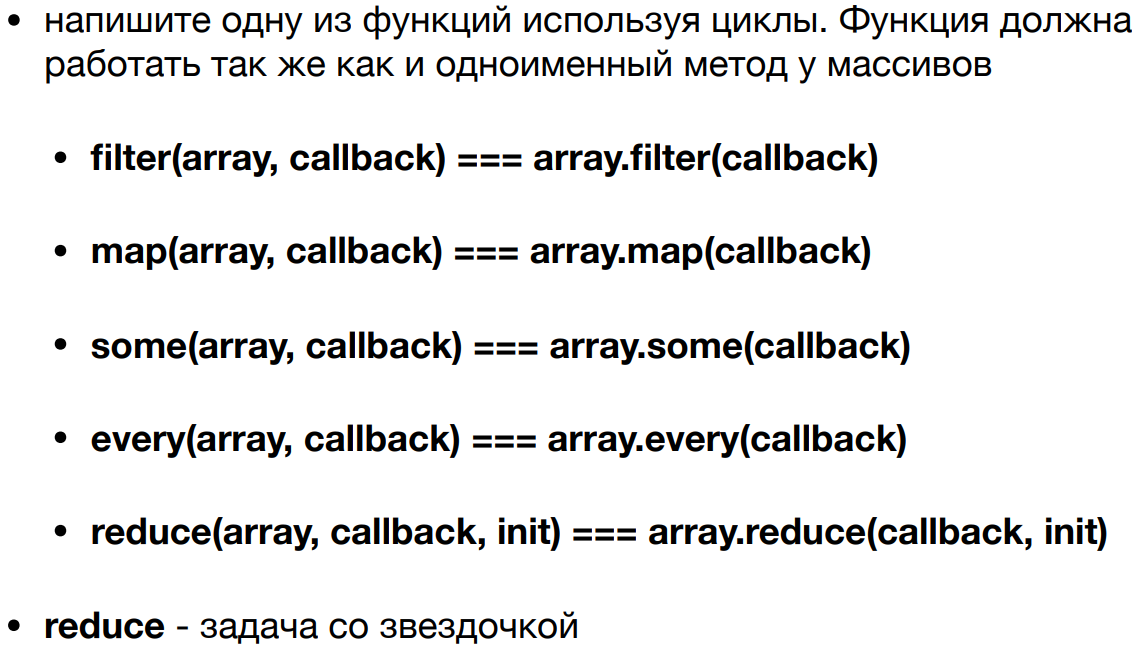 • напишите одну из функций используя циклы. Функция должна
работать так же как и одноименный метод у массивов
• filter(array, callback) === array.filter(callback)
• map(array, callback) === array.map(callback)
• some(array, callback) === array.some(callback)
• every(array, callback) === array.every(callback)
• reduce(array, callback, init) === array.reduce(callback, init)
• reduce - задача со звездочкой